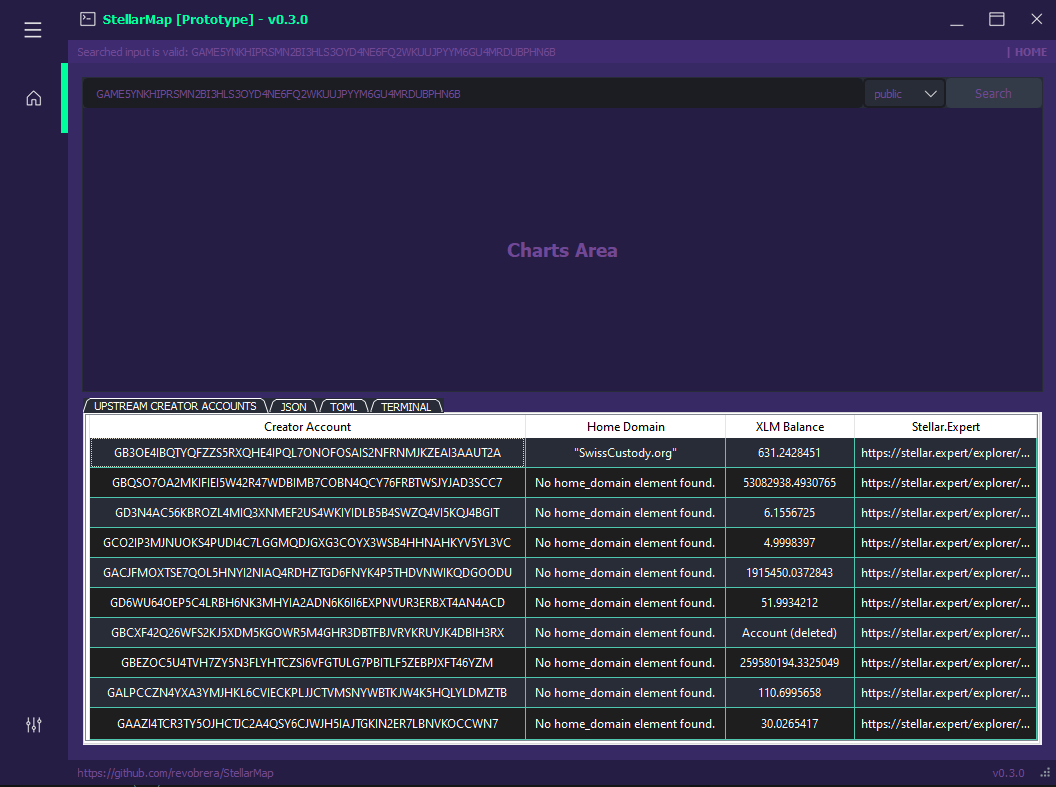 StellarMap [Prototype] - v0.3.0
Searched input is valid: GAME5YNKHIPRSMN2BI3HLS3OYD4NE6FQ2WKUUJPYYM6GU4MRDUBPHN6B | HOME
GAME5YNKHIPRSMN2BI3HLS3OYD4NE6FQ2WKUUJPYYM6GU4MRDUBPHN6B public Search
Charts Area
UPSTREAM CREATOR ACCOUNTS JSON TOML TERMINAL
Creator Account Home Domain XLM Balance Stellar.Expert
GB3OE4IBQTYQFZZS5RXQHE4IPQL7ONOFOSAIS2NFRNMJKZEAI3AAUT2A "SwissCustody.org" 631.2428451 https://stellar.expert/explorer/...
GBQSO7OA2MKIFIEI5W42R47WDBIMB7COBN4QCY76FRBTWSJYJAD3SCC7 No home_domain element found. 53082938.4930765 https://stellar.expert/explorer/...
GD3N4AC56KBROZL4MIQ3XNMEF2US4WKIYIDLB5B4SWZQ4VI5KQJ4BGIT No home_domain element found. 6.1556725 https://stellar.expert/explorer/...
GCO2IP3MJNUOKS4PUDI4C7LGGMQDJGXG3COYX3WSB4HHNAHKYV5YL3VC No home_domain element found. 4.9998397 https://stellar.expert/explorer/...
GACJFMOXTSE7QOL5HNYI2NIAQ4RDHZTGD6FNYK4P5THDVNWIKQDGOODU No home_domain element found. 1915450.0372843 https://stellar.expert/explorer/...
GD6WU64OEP5C4LRBH6NK3MHYIA2ADN6K6II6EXPNVUR3ERBXT4AN4ACD No home_domain element found. 51.9934212 https://stellar.expert/explorer/...
GBCXF42Q26WFS2KJ5XDM5KGOWR5M4GHR3DBTFBJVRYKRUYJK4DBIH3RX No home_domain element found. Account (deleted) https://stellar.expert/explorer/...
GBEZOC5U4TVH7ZY5N3FLYHTCZSI6VFGTULG7PBITLF5ZEBPJXFT46YZM No home_domain element found. 259580194.3325049 https://stellar.expert/explorer/...
GALPCCZN4YXA3YMJHKL6CVIECKPLJJCTVMSNYWBTKJW4K5HQLYLDMZTB No home_domain element found. 110.6995658 https://stellar.expert/explorer/...
GAAZI4TCR3TY5OJHCTJC2A4QSY6CJWJH5IAJTGKIN2ER7LBNVKOCCWN7 No home_domain element found. 30.0265417 https://stellar.expert/explorer/...
https://github.com/revobrera/StellarMap v0.3.0